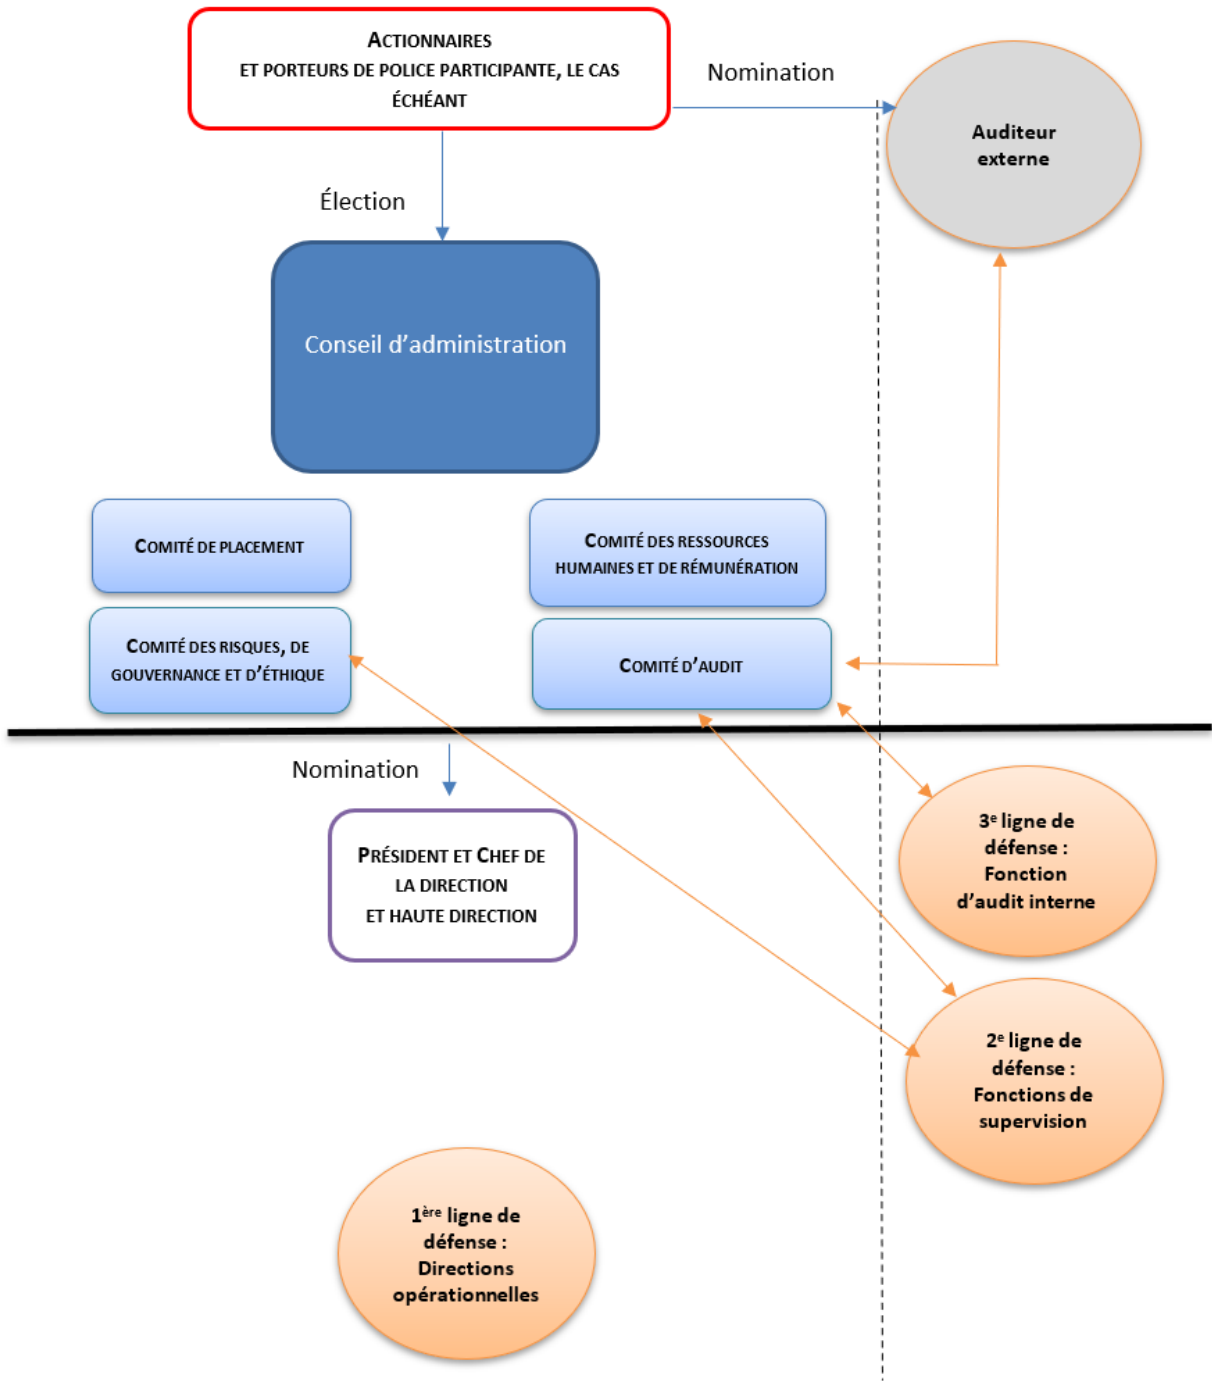 ACTIONNAIRES
ET PORTEURS DE POLICE PARTICIPANTE, LE CAS
ÉCHÉANT
Nomination
Auditeur
externe
Élection
Conseil d’administration
COMITÉ DE PLACEMENT
COMITÉ DES RESSOURCES
HUMAINES ET DE RÉMUNÉRATION
COMITÉ DES RISQUES, DE
GOUVERNANCE ET D’ÉTHIQUE
COMITÉ D’AUDIT
Nomination
PRÉSIDENT ET CHEF DE
LA DIRECTION
ET HAUTE DIRECTION
3e ligne de
défense :
Fonction
d’audit interne
2e ligne de
défense :
Fonctions de
supervision
1ère ligne de
défense :
Directions
opérationnelles